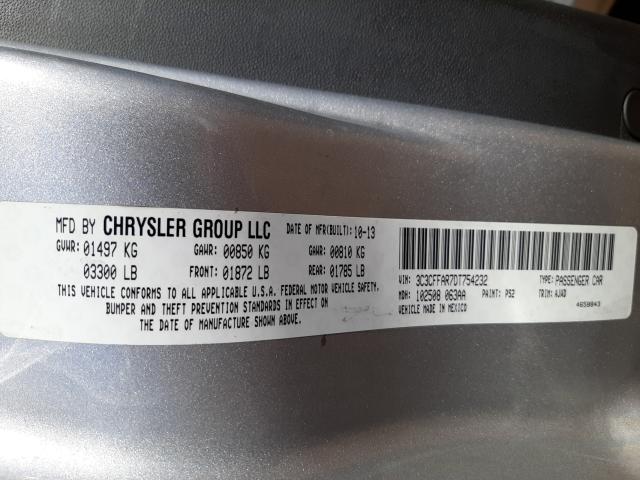 MFD BY CHRYSLER GROUP LLC DATE OF MFR(BUILT): 10-13
GVWR: 01497 KG GAWR: 00850 KG GAWR: 00810 KG
03300 LB FRONT: 01872 LB REAR: 01785 LB
THIS VEHICLE CONFORMS TO ALL APPLICABLE U.S.A. FEDERAL MOTOR VEHICLE SAFETY,
BUMPER AND THEFT PREVENTION STANDARDS IN EFFECT ON
THE DATE OF MANUFACTURE SHOWN ABOVE.
VIN: 3C3CFFAR7DT754232 TYPE: PASSENGER CAR
MDH: 102508 063AA PAINT: PS2 TRIM: AJAD
VEHICLE MADE IN MEXICO 4658843